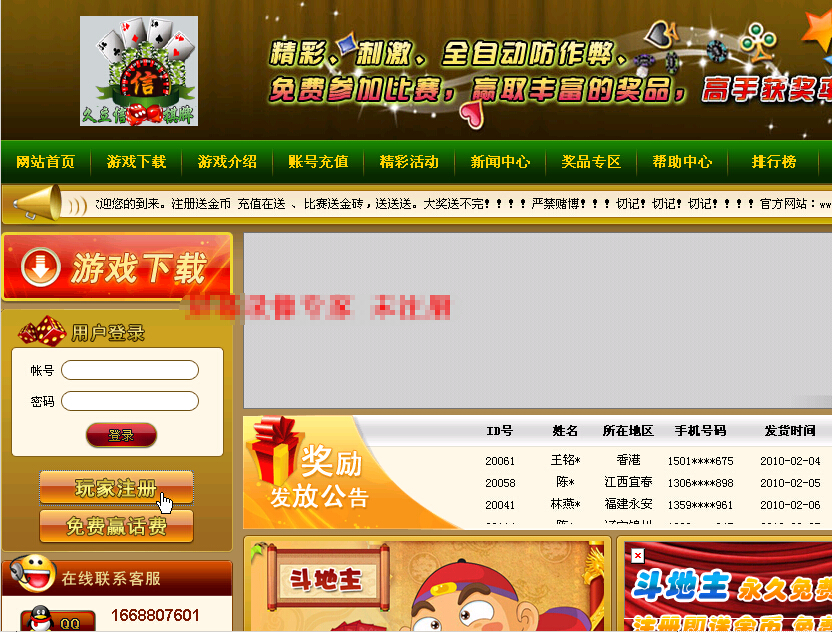 精彩、刺激、全自动防作弊、
免费参加比赛，赢取丰富的奖品，高手获奖率
信
久立信棋牌
网站首页 游戏下载 游戏介绍 账号充值 精彩活动 新闻中心 奖品专区 帮助中心 排行榜
迎您的到来。注册送金币 充值在送 、比赛送金砖，送送送。大奖送不完！！！！严禁赌博！！！切记！切记！切记！！！！官方网站：ww
游戏下载
用户登录
帐号
密码
登录
玩家注册
免费赢话费
在线联系客服
QQ 1668807601
奖励
发放公告
ID号 姓名 所在地区 手机号码 发货时间
20061 王铭* 香港 1501****675 2010-02-04
20058 陈* 江西宜春 1306****898 2010-02-05
20041 林燕* 福建永安 1359****961 2010-02-06
斗地主
斗地主 永久免费
注册即送金币 免费